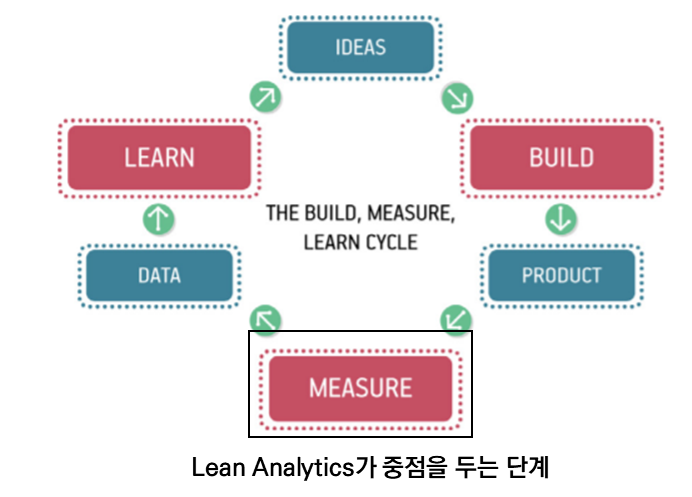 IDEAS
LEARN
BUILD
THE BUILD, MEASURE,
LEARN CYCLE
DATA
PRODUCT
MEASURE
Lean Analytics가 중점을 두는 단계